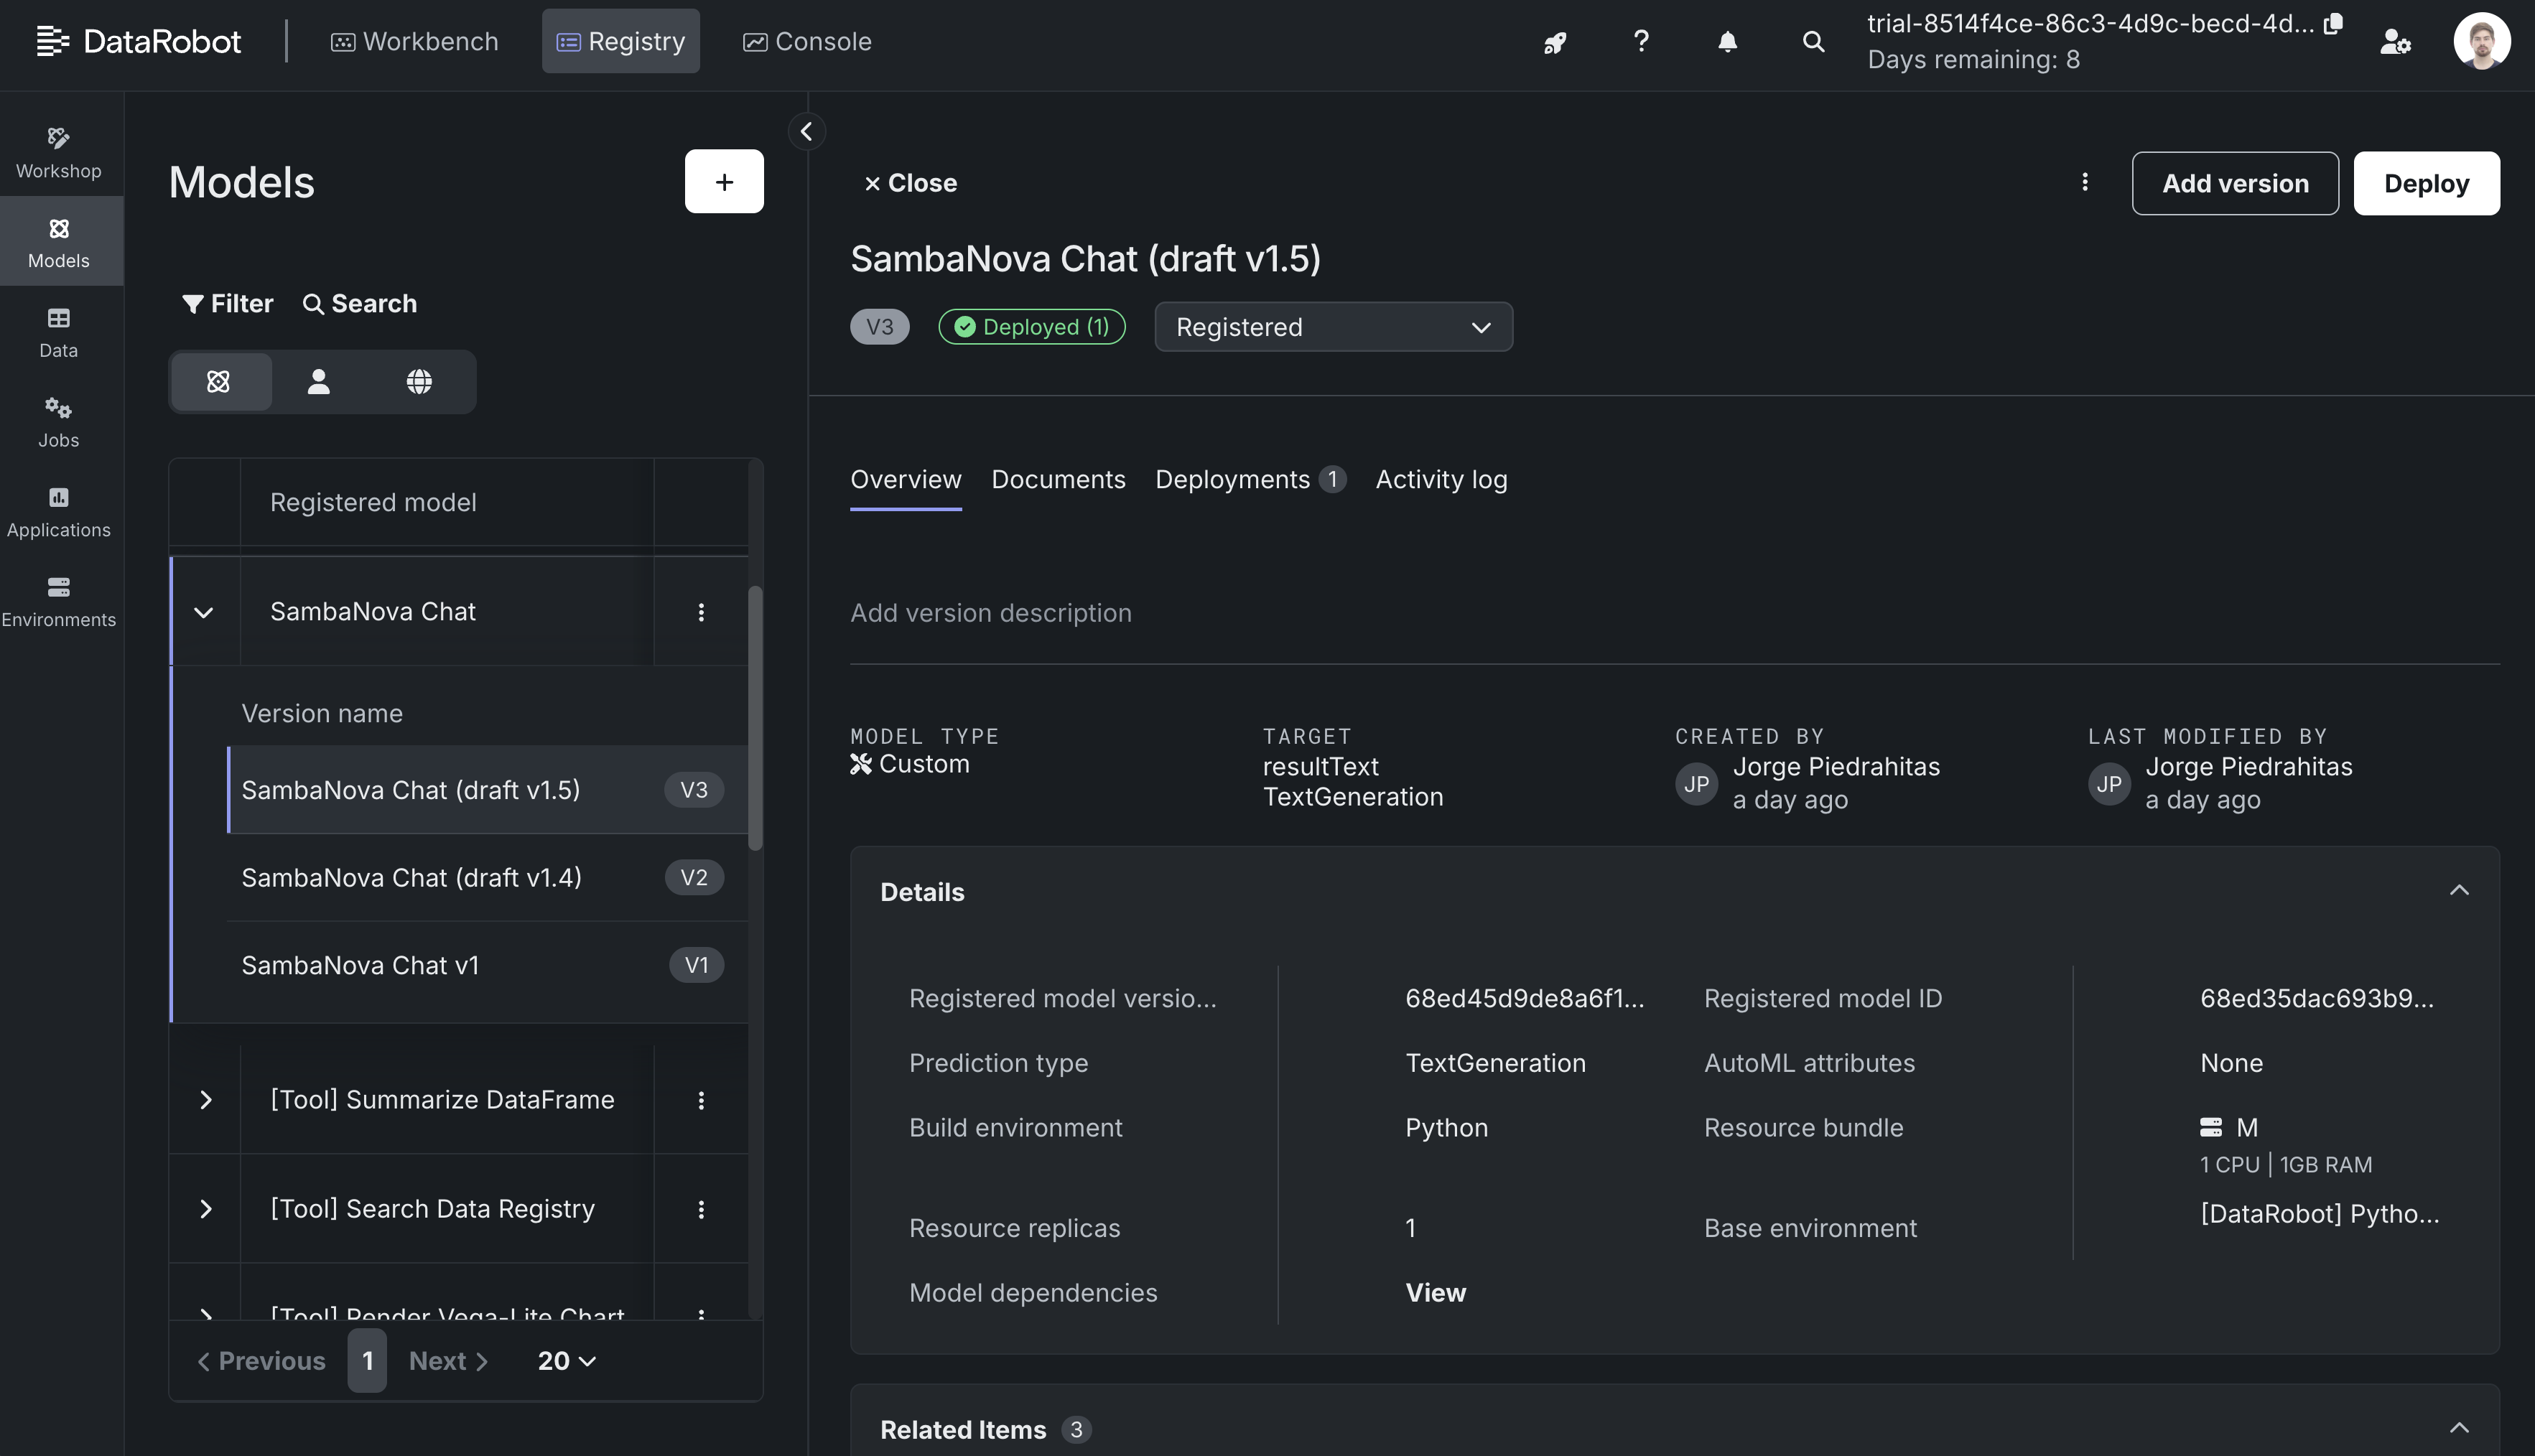 DataRobot
Workbench
Registry
Console
?
trial-8514f4ce-86c3-4d9c-becd-4d...
Days remaining: 8
Workshop
Models
Data
Jobs
Applications
Environments
Models
+
Filter
Search
Registered model
SambaNova Chat
Version name
SambaNova Chat (draft v1.5)
V3
SambaNova Chat (draft v1.4)
V2
SambaNova Chat v1
V1
[Tool] Summarize DataFrame
[Tool] Search Data Registry
[Tool] Render Vega-Lite Chart
Previous
1
Next
20
Close
Add version
Deploy
SambaNova Chat (draft v1.5)
V3
Deployed (1)
Registered
Overview
Documents
Deployments 1
Activity log
Add version description
MODEL TYPE
Custom
TARGET
resultText
TextGeneration
CREATED BY
JP
Jorge Piedrahitas
a day ago
LAST MODIFIED BY
JP
Jorge Piedrahitas
a day ago
Details
Registered model versio...
68ed45d9de8a6f1...
Registered model ID
68ed35dac693b9...
Prediction type
TextGeneration
AutoML attributes
None
Build environment
Python
Resource bundle
M
1 CPU | 1GB RAM
Resource replicas
1
Base environment
[DataRobot] Pytho...
Model dependencies
View
Related Items 3